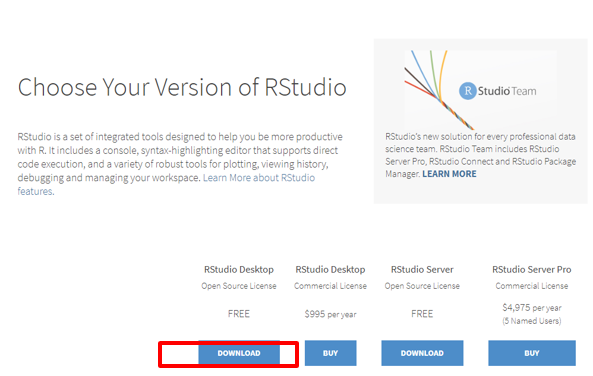 Choose Your Version of RStudio
RStudio is a set of integrated tools designed to help you be more productive
with R. It includes a console, syntax-highlighting editor that supports direct
code execution, and a variety of robust tools for plotting, viewing history,
debugging and managing your workspace. Learn More about RStudio
features.
R Studio Team
RStudio's new solution for every professional data
science team. RStudio Team includes RStudio
Server Pro, RStudio Connect and RStudio Package
Manager. LEARN MORE
RStudio Desktop RStudio Desktop RStudio Server RStudio Server Pro
Open Source License Commercial License Open Source License Commercial License
FREE $995 per year FREE $4,975 per year
(5 Named Users)
DOWNLOAD BUY DOWNLOAD BUY